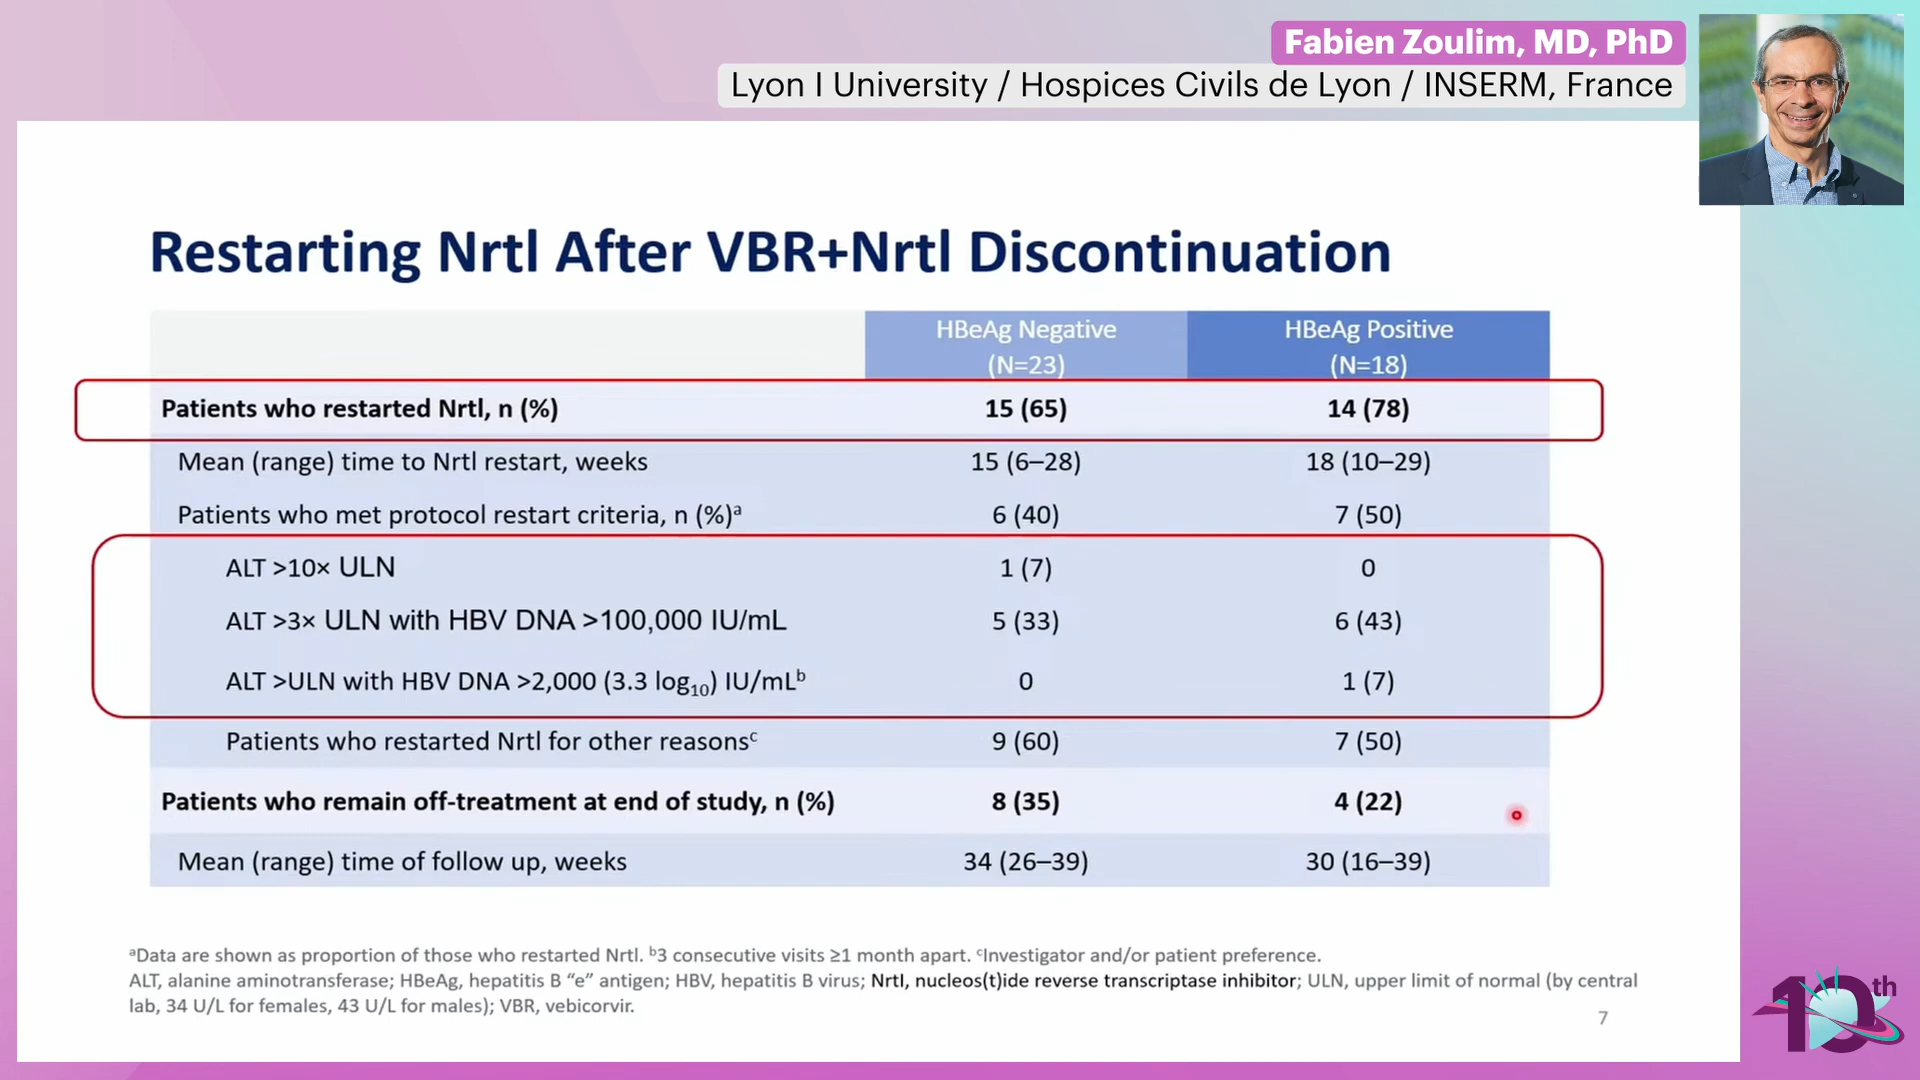 Fabien Zoulim, MD, PhD
Lyon I University / Hospices Civils de Lyon / INSERM, France
Restarting Nrtl After VBR+Nrtl Discontinuation
HBeAg Negative (N=23) HBeAg Positive (N=18)
Patients who restarted Nrtl, n (%) 15 (65) 14 (78)
Mean (range) time to Nrtl restart, weeks 15 (6–28) 18 (10–29)
Patients who met protocol restart criteria, n (%)ᵃ 6 (40) 7 (50)
ALT >10× ULN 1 (7) 0
ALT >3× ULN with HBV DNA >100,000 IU/mL 5 (33) 6 (43)
ALT >ULN with HBV DNA >2,000 (3.3 log₁₀) IU/mLᵇ 0 1 (7)
Patients who restarted Nrtl for other reasonsᶜ 9 (60) 7 (50)
Patients who remain off-treatment at end of study, n (%) 8 (35) 4 (22)
Mean (range) time of follow up, weeks 34 (26–39) 30 (16–39)
ᵃData are shown as proportion of those who restarted Nrtl. ᵇ3 consecutive visits ≥1 month apart. ᶜInvestigator and/or patient preference.
ALT, alanine aminotransferase; HBeAg, hepatitis B “e” antigen; HBV, hepatitis B virus; Nrtl, nucleos(t)ide reverse transcriptase inhibitor; ULN, upper limit of normal (by central
lab, 34 U/L for females, 43 U/L for males); VBR, vebicorvir.
7
10th